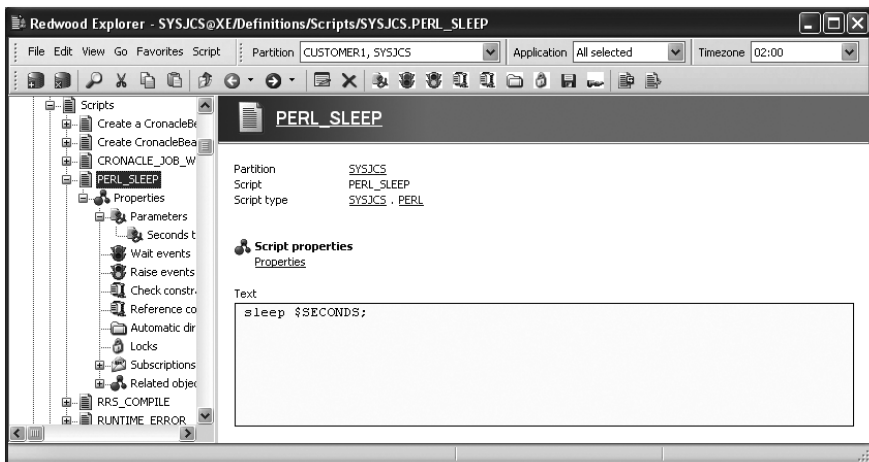 Redwood Explorer - SYSJCS@XE/Definitions/Scripts/SYSJCS.PERL_SLEEP
File Edit View Go Favorites Script Partition CUSTOMER1, SYSJCS Application All selected Timezone 02:00
Scripts
Create a CronacleBe
Create CronacleBea
CRONACLE_JOB_W
PERL_SLEEP
Properties
Parameters
Seconds t
Wait events
Raise events
Check constr
Reference co
Automatic dir
Locks
Subscriptions
Related objec
RRS_COMPILE
RUNTIME_ERROR
PERL_SLEEP
Partition SYSJCS
Script PERL_SLEEP
Script type SYSJCS . PERL
Script properties
Properties
Text
sleep $SECONDS;